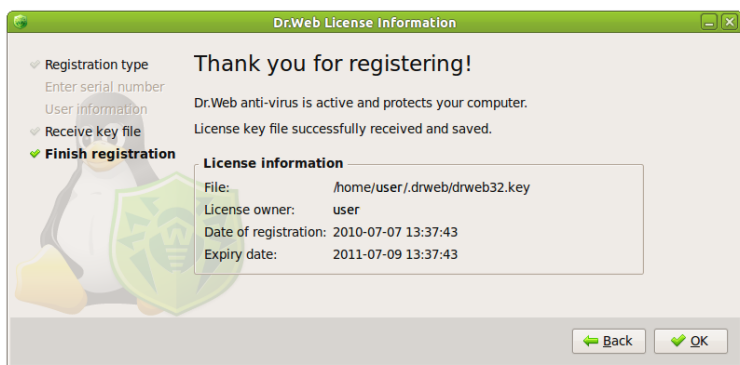 Dr.Web License Information
Registration type
Enter serial number
User information
Receive key file
Finish registration
Thank you for registering!
Dr.Web anti-virus is active and protects your computer.
License key file successfully received and saved.
License information
File: /home/user/.drweb/drweb32.key
License owner: user
Date of registration: 2010-07-07 13:37:43
Expiry date: 2011-07-09 13:37:43
Back OK